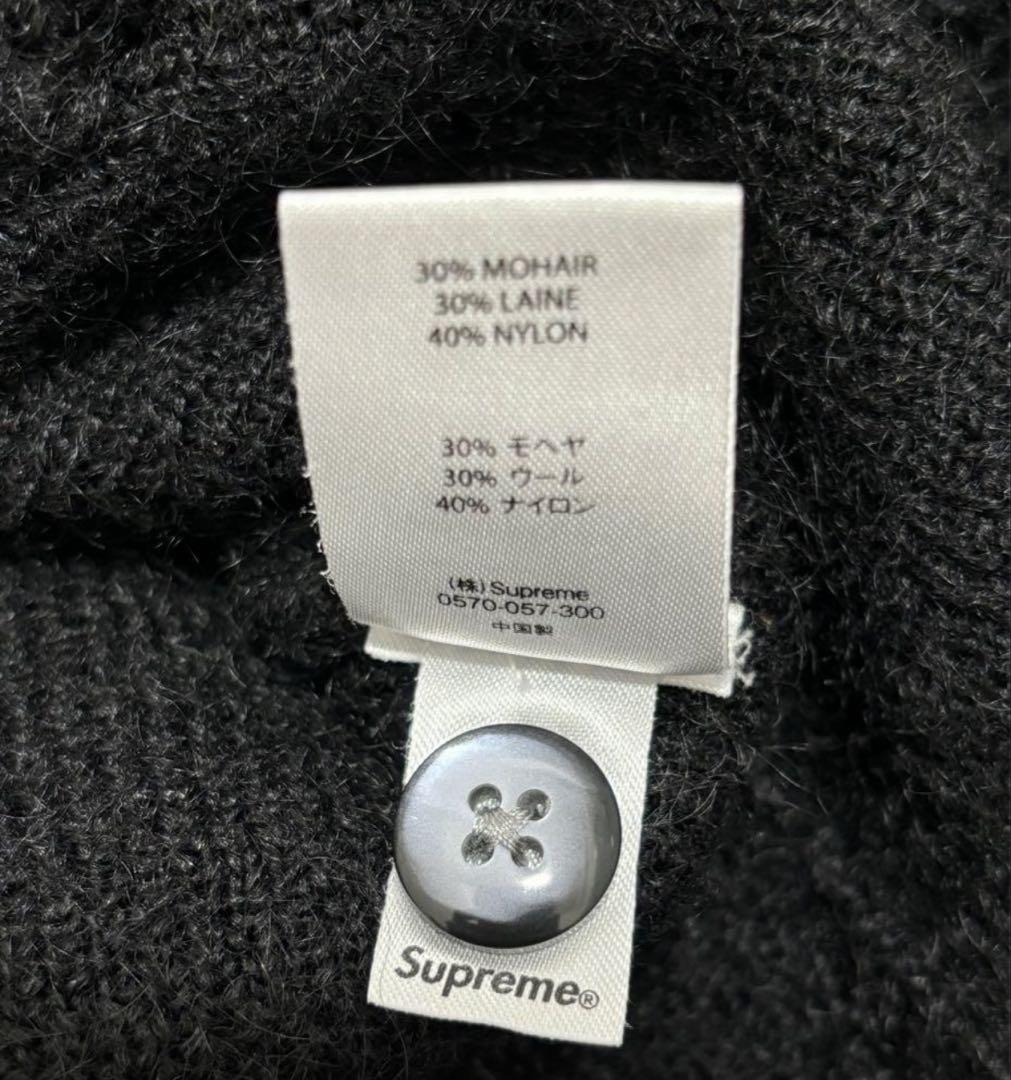 30% MOHAIR
30% LAINE
40% NYLON
30% モヘヤ
30% ウール
40% ナイロン
(株) Supreme
0570-057-300
中国製
Supreme®